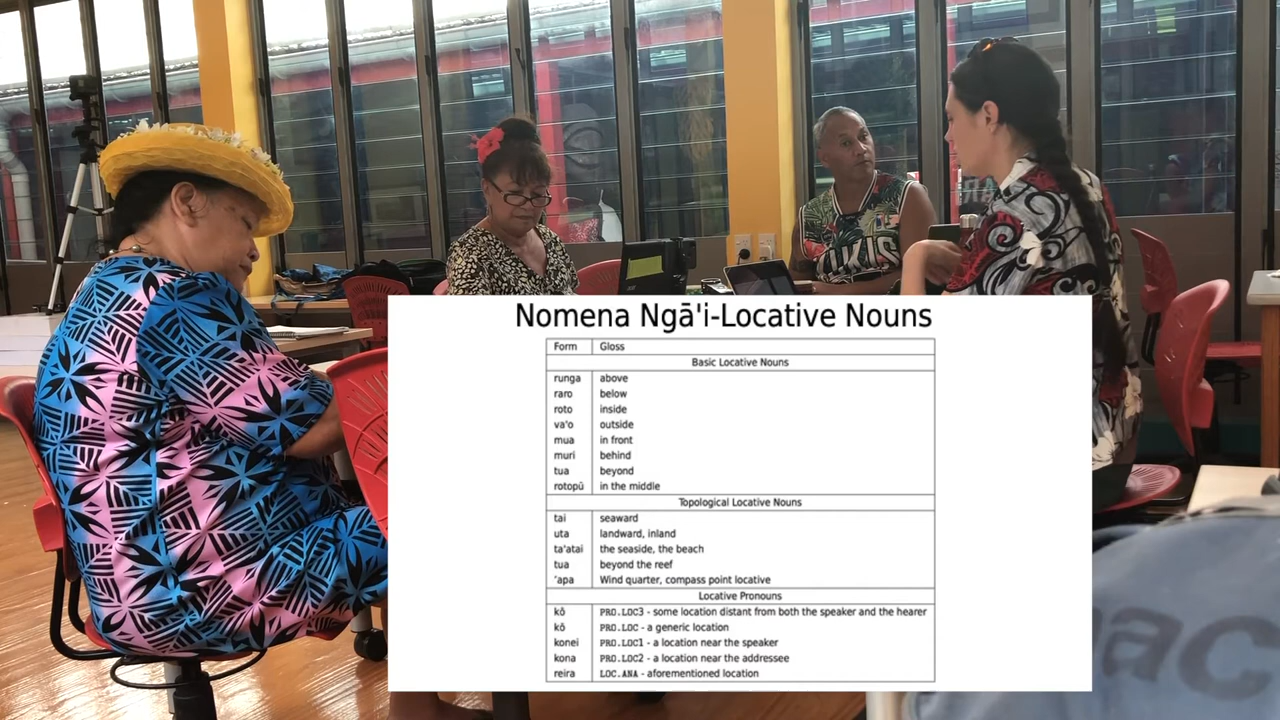 Nomena Ngā'i-Locative Nouns
Form Gloss
Basic Locative Nouns
runga above
raro below
roto inside
va'o outside
mua in front
muri behind
tua beyond
rotopū in the middle
Topological Locative Nouns
tai seaward
uta landward, inland
ta'atai the seaside, the beach
tua beyond the reef
'apa Wind quarter, compass point locative
Locative Pronouns
kō PRO.LOC3 - some location distant from both the speaker and the hearer
kō PRO.LOC - a generic location
konei PRO.LOC1 - a location near the speaker
kona PRO.LOC2 - a location near the addressee
reira LOC.ANA - aforementioned location